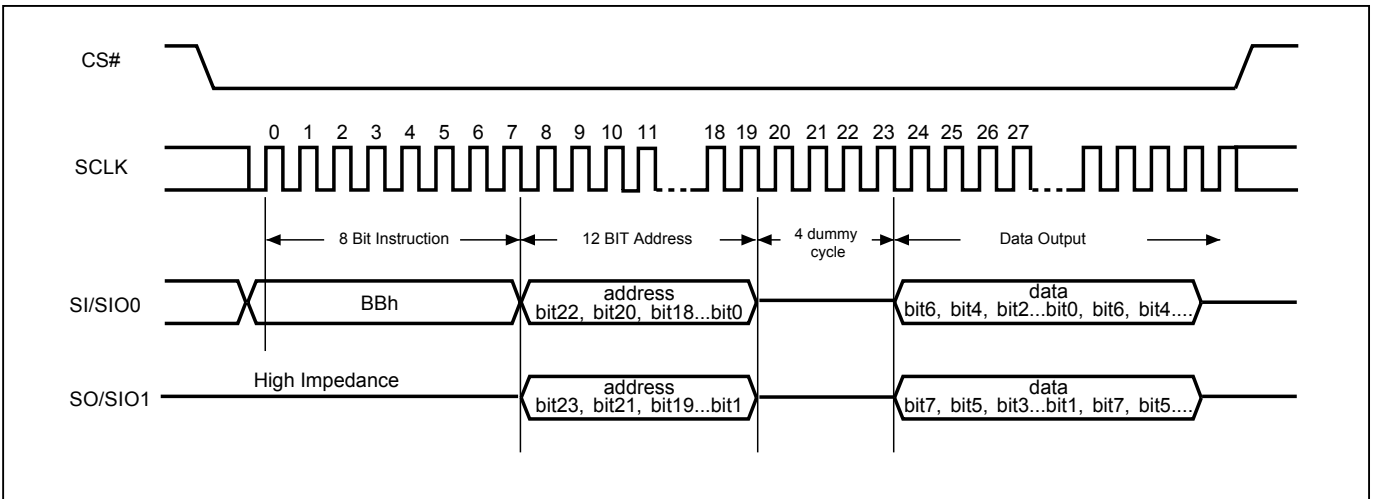 CS#
0 1 2 3 4 5 6 7 8 9 10 11 18 19 20 21 22 23 24 25 26 27
SCLK
8 Bit Instruction 12 BIT Address 4 dummy Data Output
cycle
SI/SIO0 BBh address data
bit22, bit20, bit18...bit0 bit6, bit4, bit2...bit0, bit6, bit4....
High Impedance
SO/SIO1 address data
bit23, bit21, bit19...bit1 bit7, bit5, bit3...bit1, bit7, bit5....